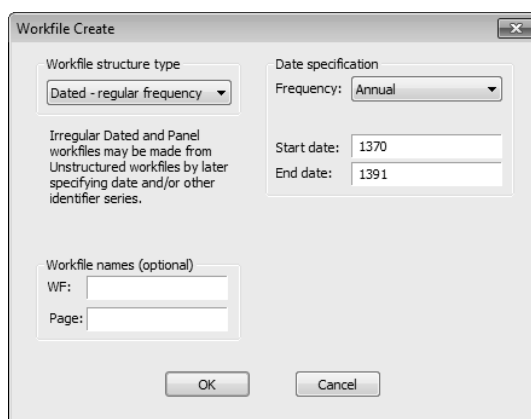 Workfile Create
Workfile structure type
Dated - regular frequency
Irregular Dated and Panel
workfiles may be made from
Unstructured workfiles by later
specifying date and/or other
identifier series.
Date specification
Frequency: Annual
Start date: 1370
End date: 1391
Workfile names (optional)
WF:
Page:
OK Cancel